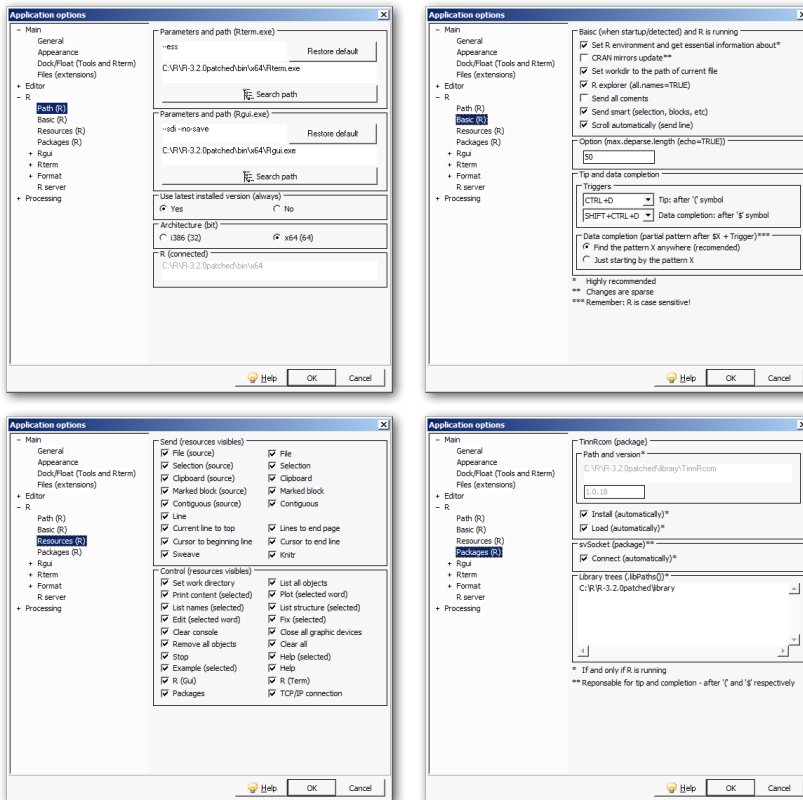 Application options
− Main
General
Appearance
Dock/Float (Tools and Rterm)
Files (extensions)
+ Editor
− R
Path (R)
Basic (R)
Resources (R)
Packages (R)
+ Rgui
+ Rterm
+ Format
R server
+ Processing
Parameters and path (Rterm.exe)
--ess
Restore default
C:\R\R-3.2.0patched\bin\x64\Rterm.exe
Search path
Parameters and path (Rgui.exe)
--sdi --no-save
Restore default
C:\R\R-3.2.0patched\bin\x64\Rgui.exe
Search path
Use latest installed version (always)
Yes No
Architecture (bit)
i386 (32) x64 (64)
R (connected)
C:\R\R-3.2.0patched\bin\x64
Help OK Cancel
Application options
− Main
General
Appearance
Dock/Float (Tools and Rterm)
Files (extensions)
+ Editor
− R
Path (R)
Basic (R)
Resources (R)
Packages (R)
+ Rgui
+ Rterm
+ Format
R server
+ Processing
Baisc (when startup/detected) and R is running
Set R environment and get essential information about*
CRAN mirrors update**
Set workdir to the path of current file
R explorer (all.names=TRUE)
Send all coments
Send smart (selection, blocks, etc)
Scroll automatically (send line)
Option (max.deparse.length (echo=TRUE))
50
Tip and data completion
Triggers
CTRL+D Tip: after '(' symbol
SHIFT+CTRL+D Data completion: after '$' symbol
Data completion (partial pattern after $X + Trigger)***
Find the pattern X anywhere (recomended)
Just starting by the pattern X
* Highly recommended
** Changes are sparse
*** Remember: R is case sensitive!
Help OK Cancel
Application options
− Main
General
Appearance
Dock/Float (Tools and Rterm)
Files (extensions)
+ Editor
− R
Path (R)
Basic (R)
Resources (R)
Packages (R)
+ Rgui
+ Rterm
+ Format
R server
+ Processing
Send (resources visibles)
File (source) File
Selection (source) Selection
Clipboard (source) Clipboard
Marked block (source) Marked block
Contiguous (source) Contiguous
Line
Current line to top Lines to end page
Cursor to beginning line Cursor to end line
Sweave Knitr
Control (resources visibles)
Set work directory List all objects
Print content (selected) Plot (selected word)
List names (selected) List structure (selected)
Edit (selected word) Fix (selected)
Clear console Close all graphic devices
Remove all objects Clear all
Stop Help (selected)
Example (selected) Help
R (Gui) R (Term)
Packages TCP/IP connection
Help OK Cancel
Application options
− Main
General
Appearance
Dock/Float (Tools and Rterm)
Files (extensions)
+ Editor
− R
Path (R)
Basic (R)
Resources (R)
Packages (R)
+ Rgui
+ Rterm
+ Format
R server
+ Processing
TinnRcom (package)
Path and version*
C:\R\R-3.2.0patched\library\TinnRcom
1.0.18
Install (automatically)*
Load (automatically)*
svSocket (package)**
Connect (automatically)*
Library trees (.libPaths())*
C:\R\R-3.2.0patched\library
* If and only if R is running
** Reponsable for tip and completion - after '(' and '$' respectively
Help OK Cancel